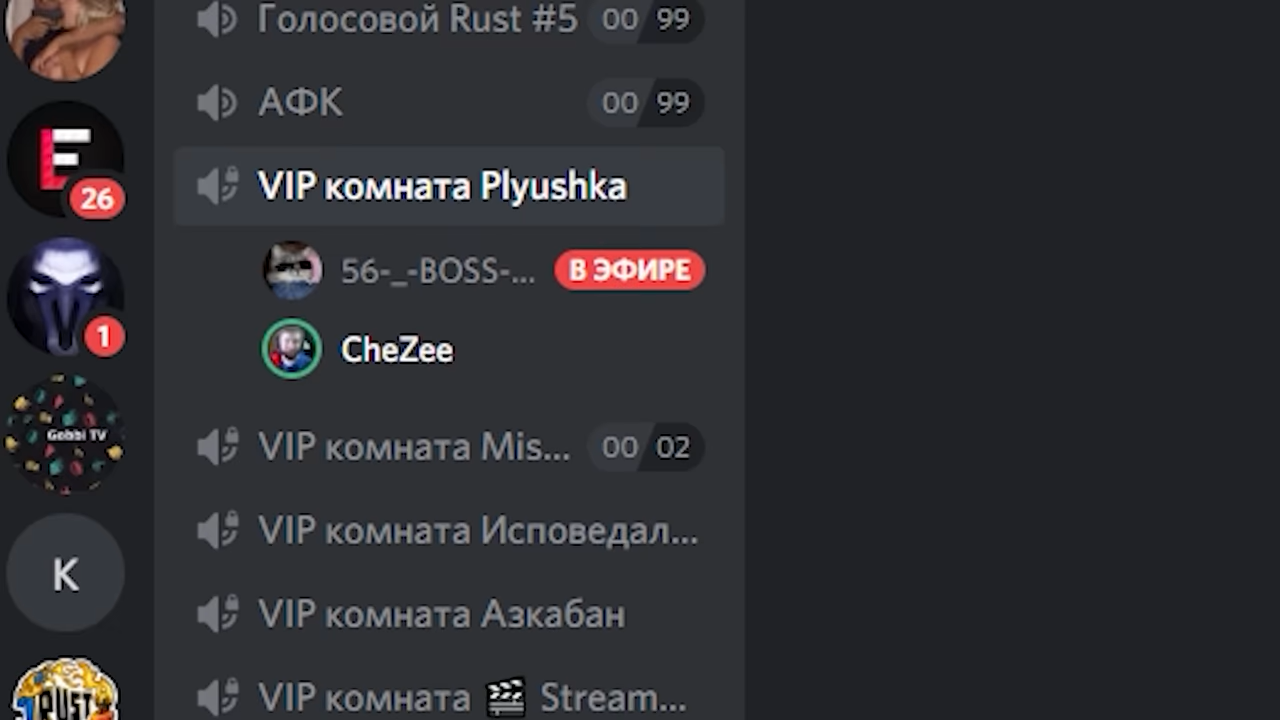 Голосовой Rust #5 00 99
АФК 00 99
E
26
VIP комната Plyushka
56-_-BOSS-... В ЭФИРЕ
1
CheZee
Gobbi TV
VIP комната Mis... 00 02
VIP комната Исповедал...
K
VIP комната Азкабан
VIP комната 🎬 Stream...
RUST